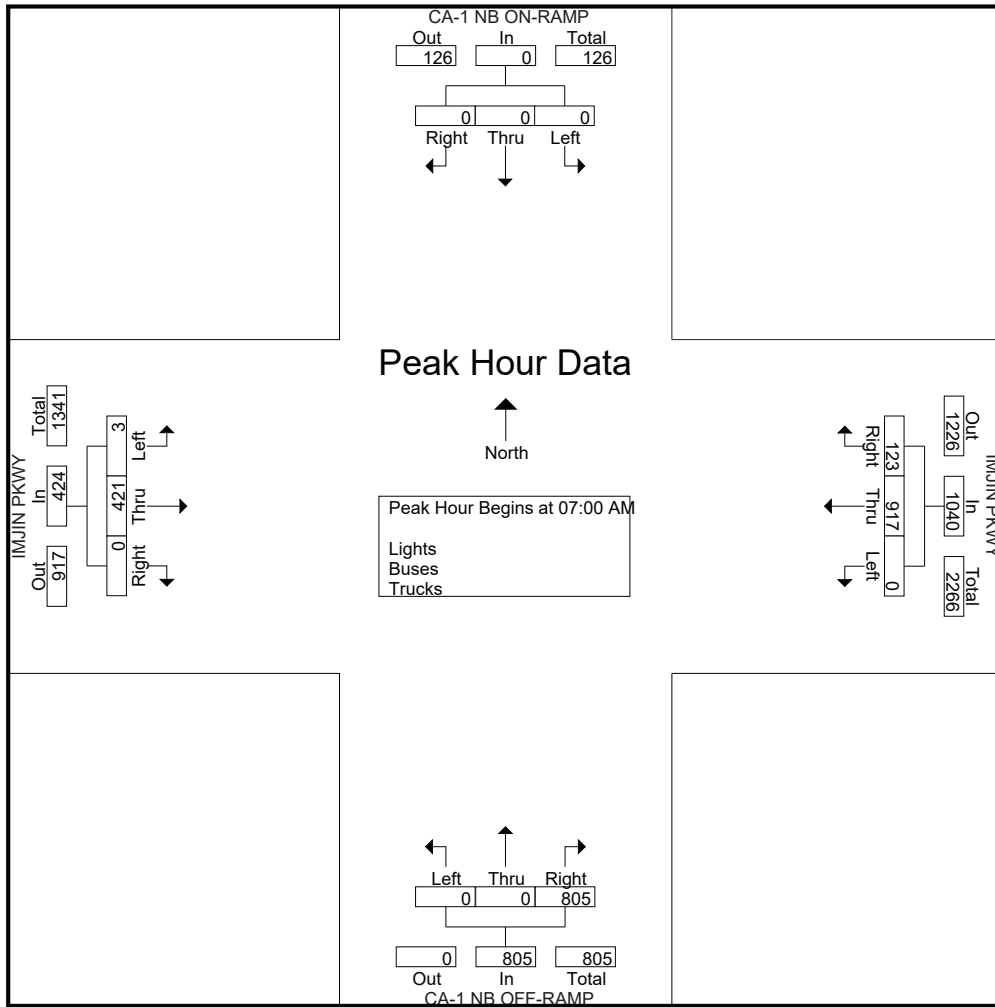 CA-1 NB ON-RAMP
Out In Total
126 0 126
0 0 0
Right Thru Left
Peak Hour Data
North
Peak Hour Begins at 07:00 AM
Lights
Buses
Trucks
IMJIN PKWY
Total In Out
1341 424 917
3 421 0
Left Thru Right
Right Thru Left
123 917 0
Out In Total
1226 1040 2266
IMJIN PKWY
Left Thru Right
0 0 805
0 805 805
Out In Total
CA-1 NB OFF-RAMP